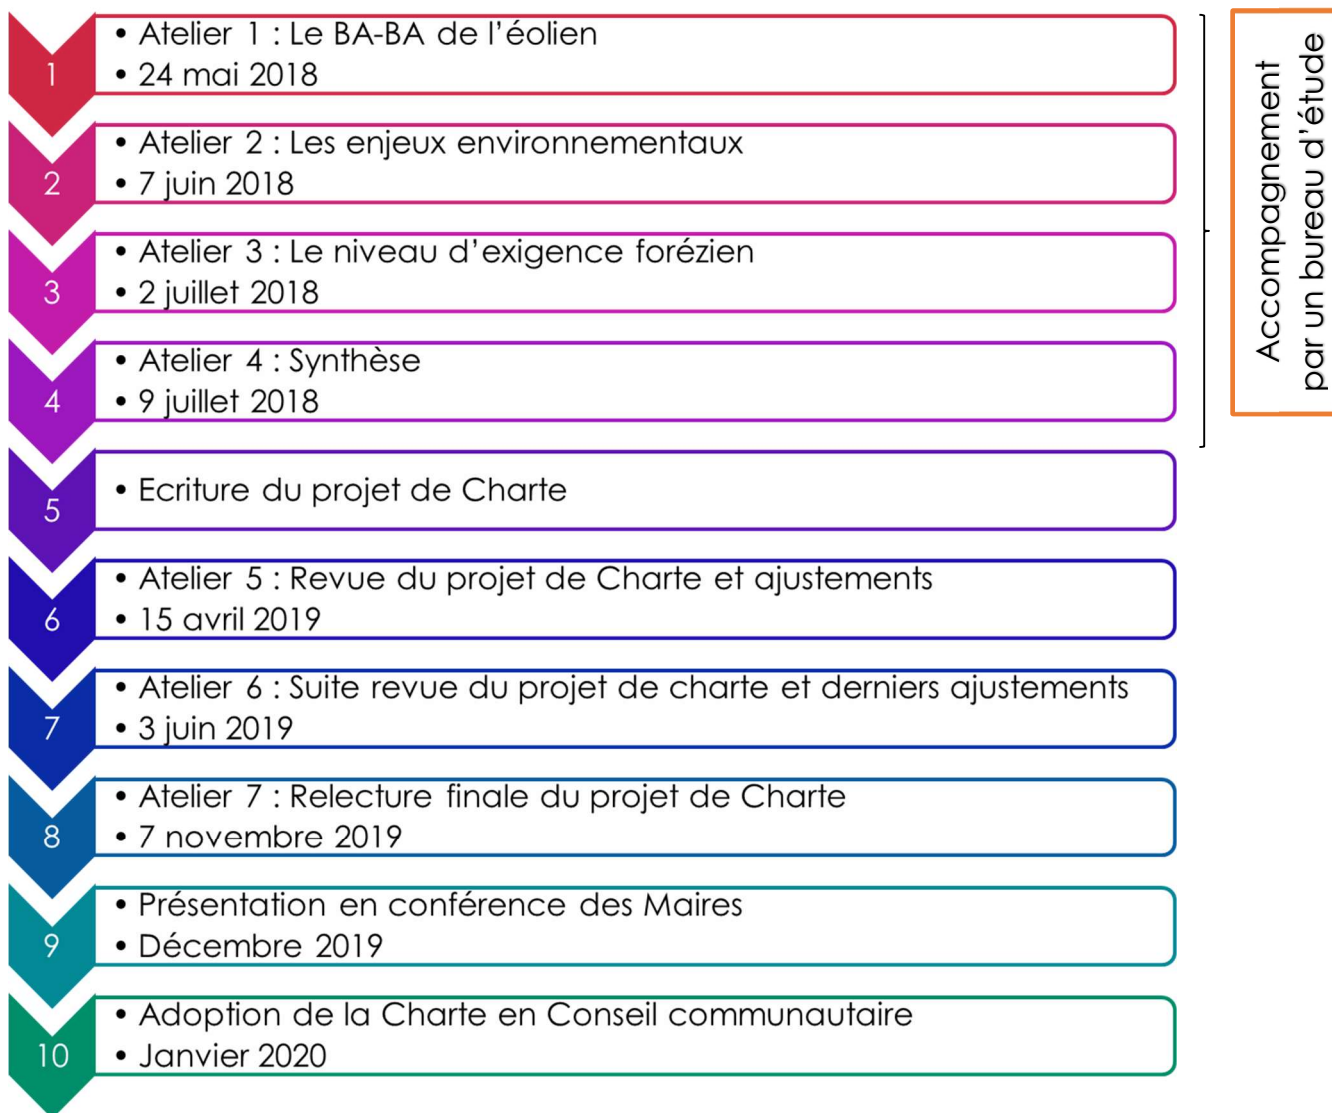 1
• Atelier 1 : Le BA-BA de l’éolien
• 24 mai 2018
2
• Atelier 2 : Les enjeux environnementaux
• 7 juin 2018
3
• Atelier 3 : Le niveau d’exigence forézien
• 2 juillet 2018
4
• Atelier 4 : Synthèse
• 9 juillet 2018
Accompagnement
par un bureau d’étude
5
• Ecriture du projet de Charte
6
• Atelier 5 : Revue du projet de Charte et ajustements
• 15 avril 2019
7
• Atelier 6 : Suite revue du projet de charte et derniers ajustements
• 3 juin 2019
8
• Atelier 7 : Relecture finale du projet de Charte
• 7 novembre 2019
9
• Présentation en conférence des Maires
• Décembre 2019
10
• Adoption de la Charte en Conseil communautaire
• Janvier 2020